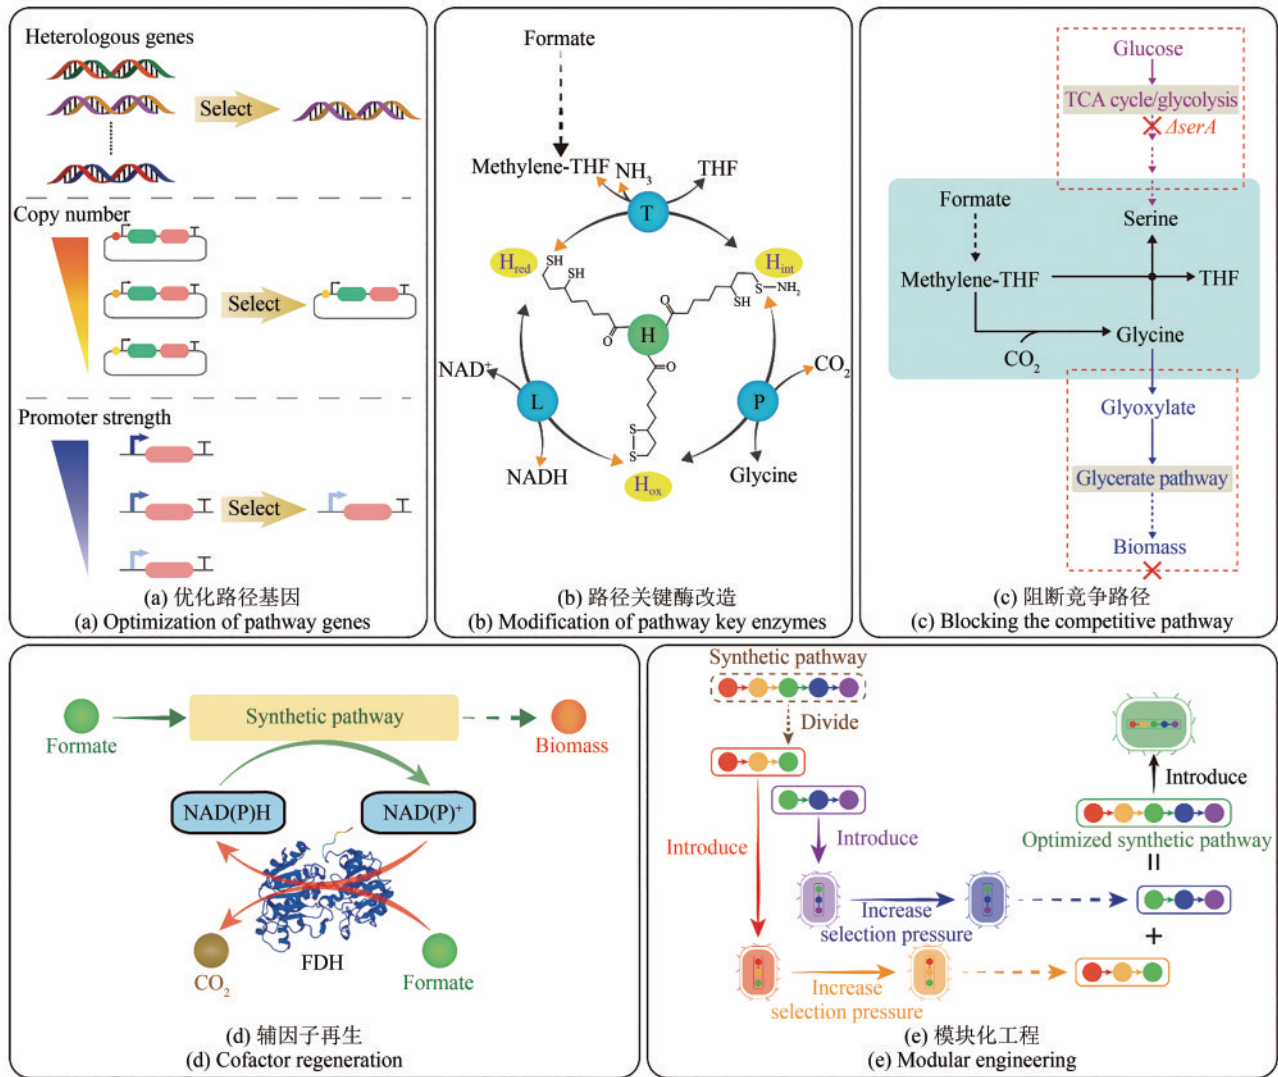 Heterologous genes
Select
Copy number
Select
Promoter strength
Select
(a) 优化路径基因
(a) Optimization of pathway genes
Formate
Methylene-THF
NH₃
THF
T
H_red
SH
SH
H_int
S—NH₂
SH
H
O
O
NAD⁺
CO₂
L
P
S
S
NADH
Glycine
H_ox
(b) 路径关键酶改造
(b) Modification of pathway key enzymes
Glucose
TCA cycle/glycolysis
ΔserA
Formate
Serine
Methylene-THF
THF
Glycine
CO₂
Glyoxylate
Glycerate pathway
Biomass
(c) 阻断竞争路径
(c) Blocking the competitive pathway
Synthetic pathway
Formate
Biomass
NAD(P)H
NAD(P)⁺
FDH
CO₂
Formate
(d) 辅因子再生
(d) Cofactor regeneration
Synthetic pathway
Divide
Introduce
Introduce
Introduce
Optimized synthetic pathway
=
Increase
selection pressure
+
Increase
selection pressure
(e) 模块化工程
(e) Modular engineering